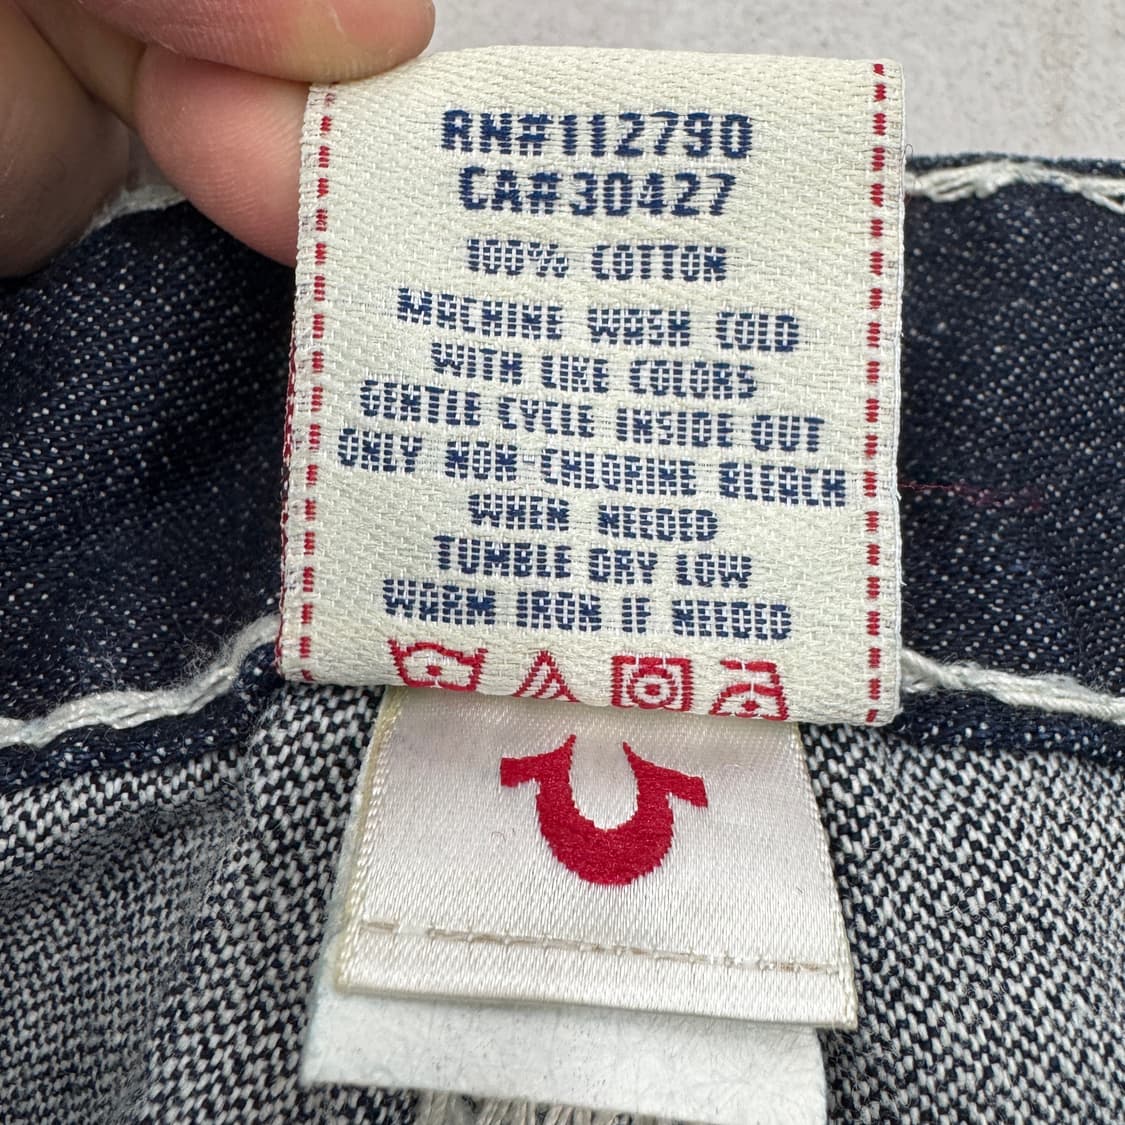 RN#112790
CA#30427
100% COTTON
MACHINE WASH COLD
WITH LIKE COLORS
GENTLE CYCLE INSIDE OUT
ONLY NON-CHLORINE BLEACH
WHEN NEEDED
TUMBLE DRY LOW
WARM IRON IF NEEDED